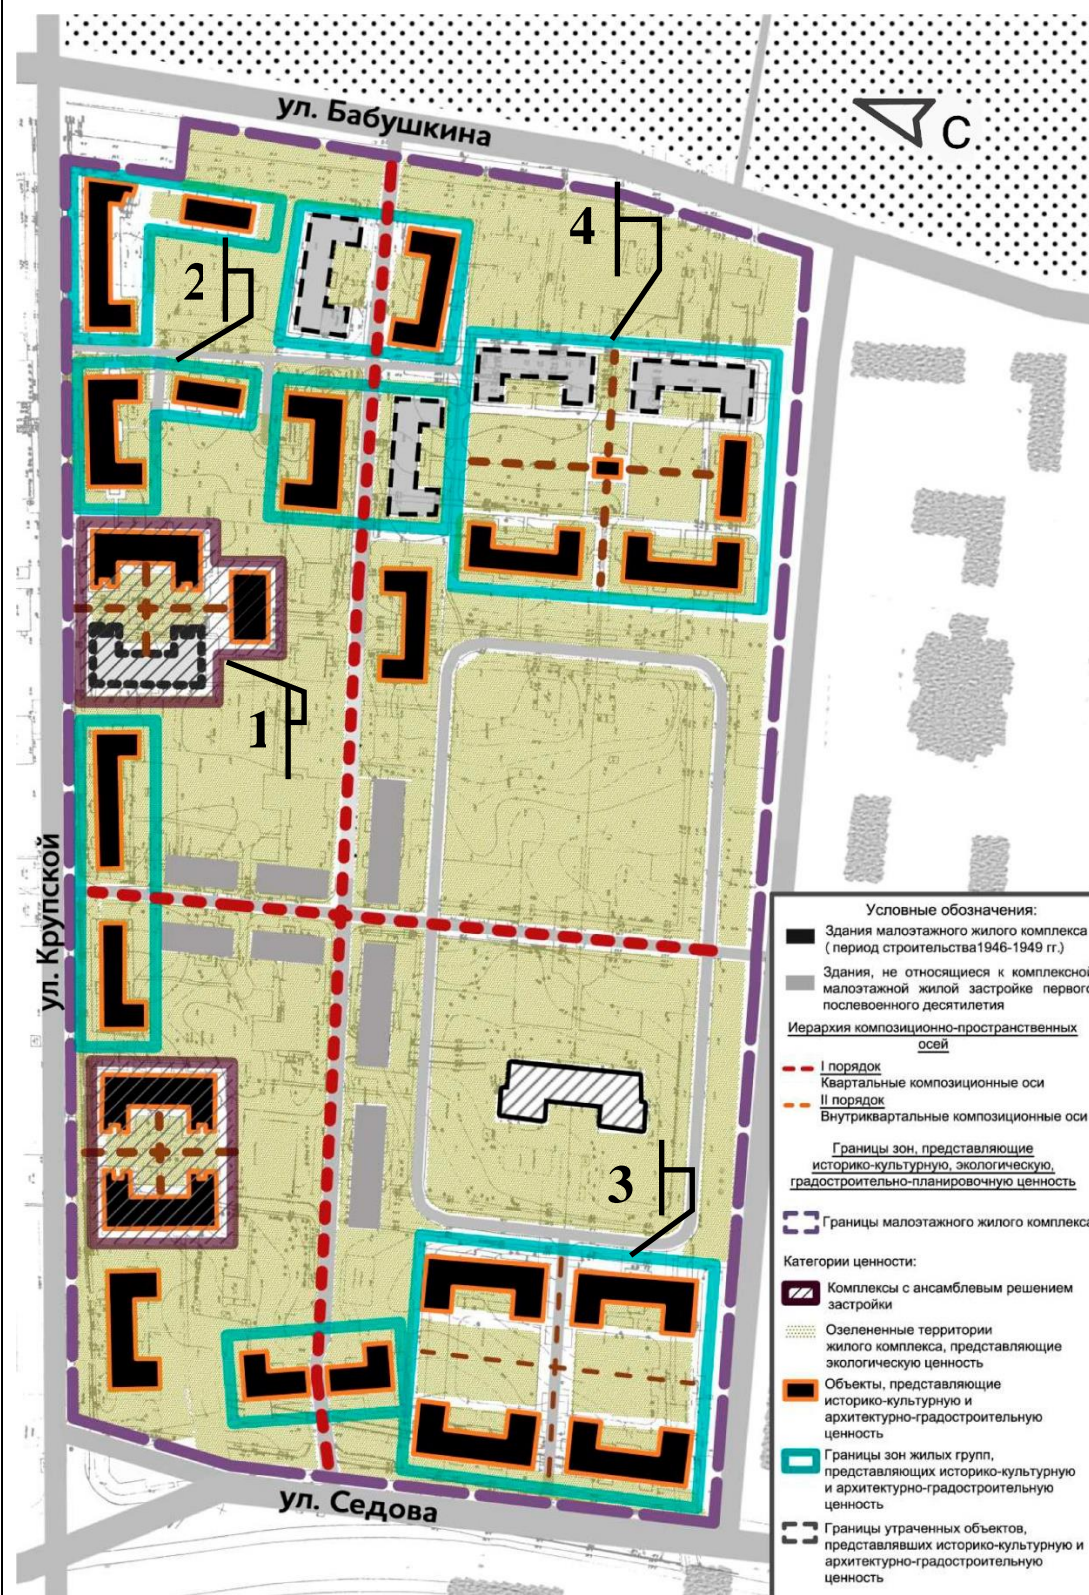 ул. Бабушкина
С
4
2
1
ул. Крупской
3
ул. Седова
Условные обозначения:
Здания малоэтажного жилого комплекса
( период строительства1946-1949 гг.)
Здания, не относящиеся к комплексной
малоэтажной жилой застройке первого
послевоенного десятилетия
Иерархия композиционно-пространственных
осей
I порядок
Квартальные композиционные оси
II порядок
Внутриквартальные композиционные оси
Границы зон, представляющие
историко-культурную, экологическую,
градостроительно-планировочную ценность
Границы малоэтажного жилого комплекса
Категории ценности:
Комплексы с ансамблевым решением
застройки
Озелененные территории
жилого комплекса, представляющие
экологическую ценность
Объекты, представляющие
историко-культурную и
архитектурно-градостроительную
ценность
Границы зон жилых групп,
представляющих историко-культурную
и архитектурно-градостроительную
ценность
Границы утраченных объектов,
представлявших историко-культурную и
архитектурно-градостроительную
ценность